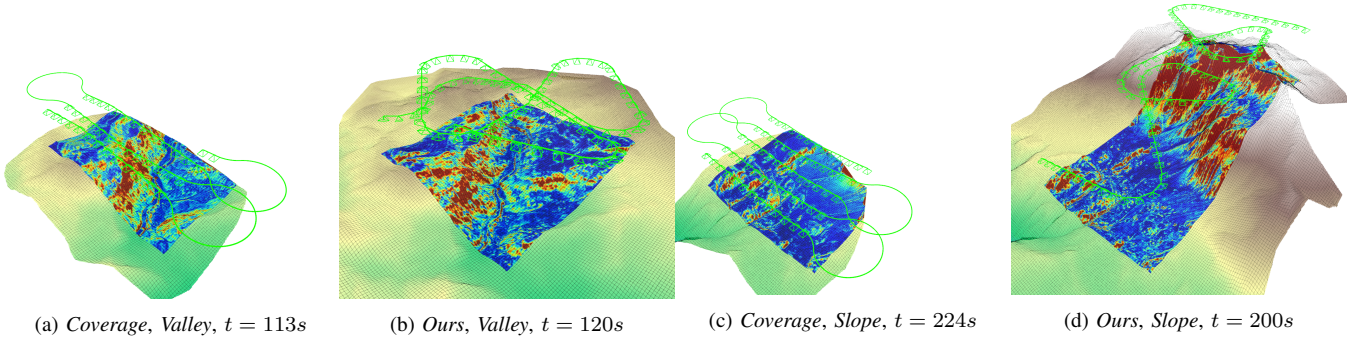 (a) Coverage, Valley, t = 113s
(b) Ours, Valley, t = 120s
(c) Coverage, Slope, t = 224s
(d) Ours, Slope, t = 200s